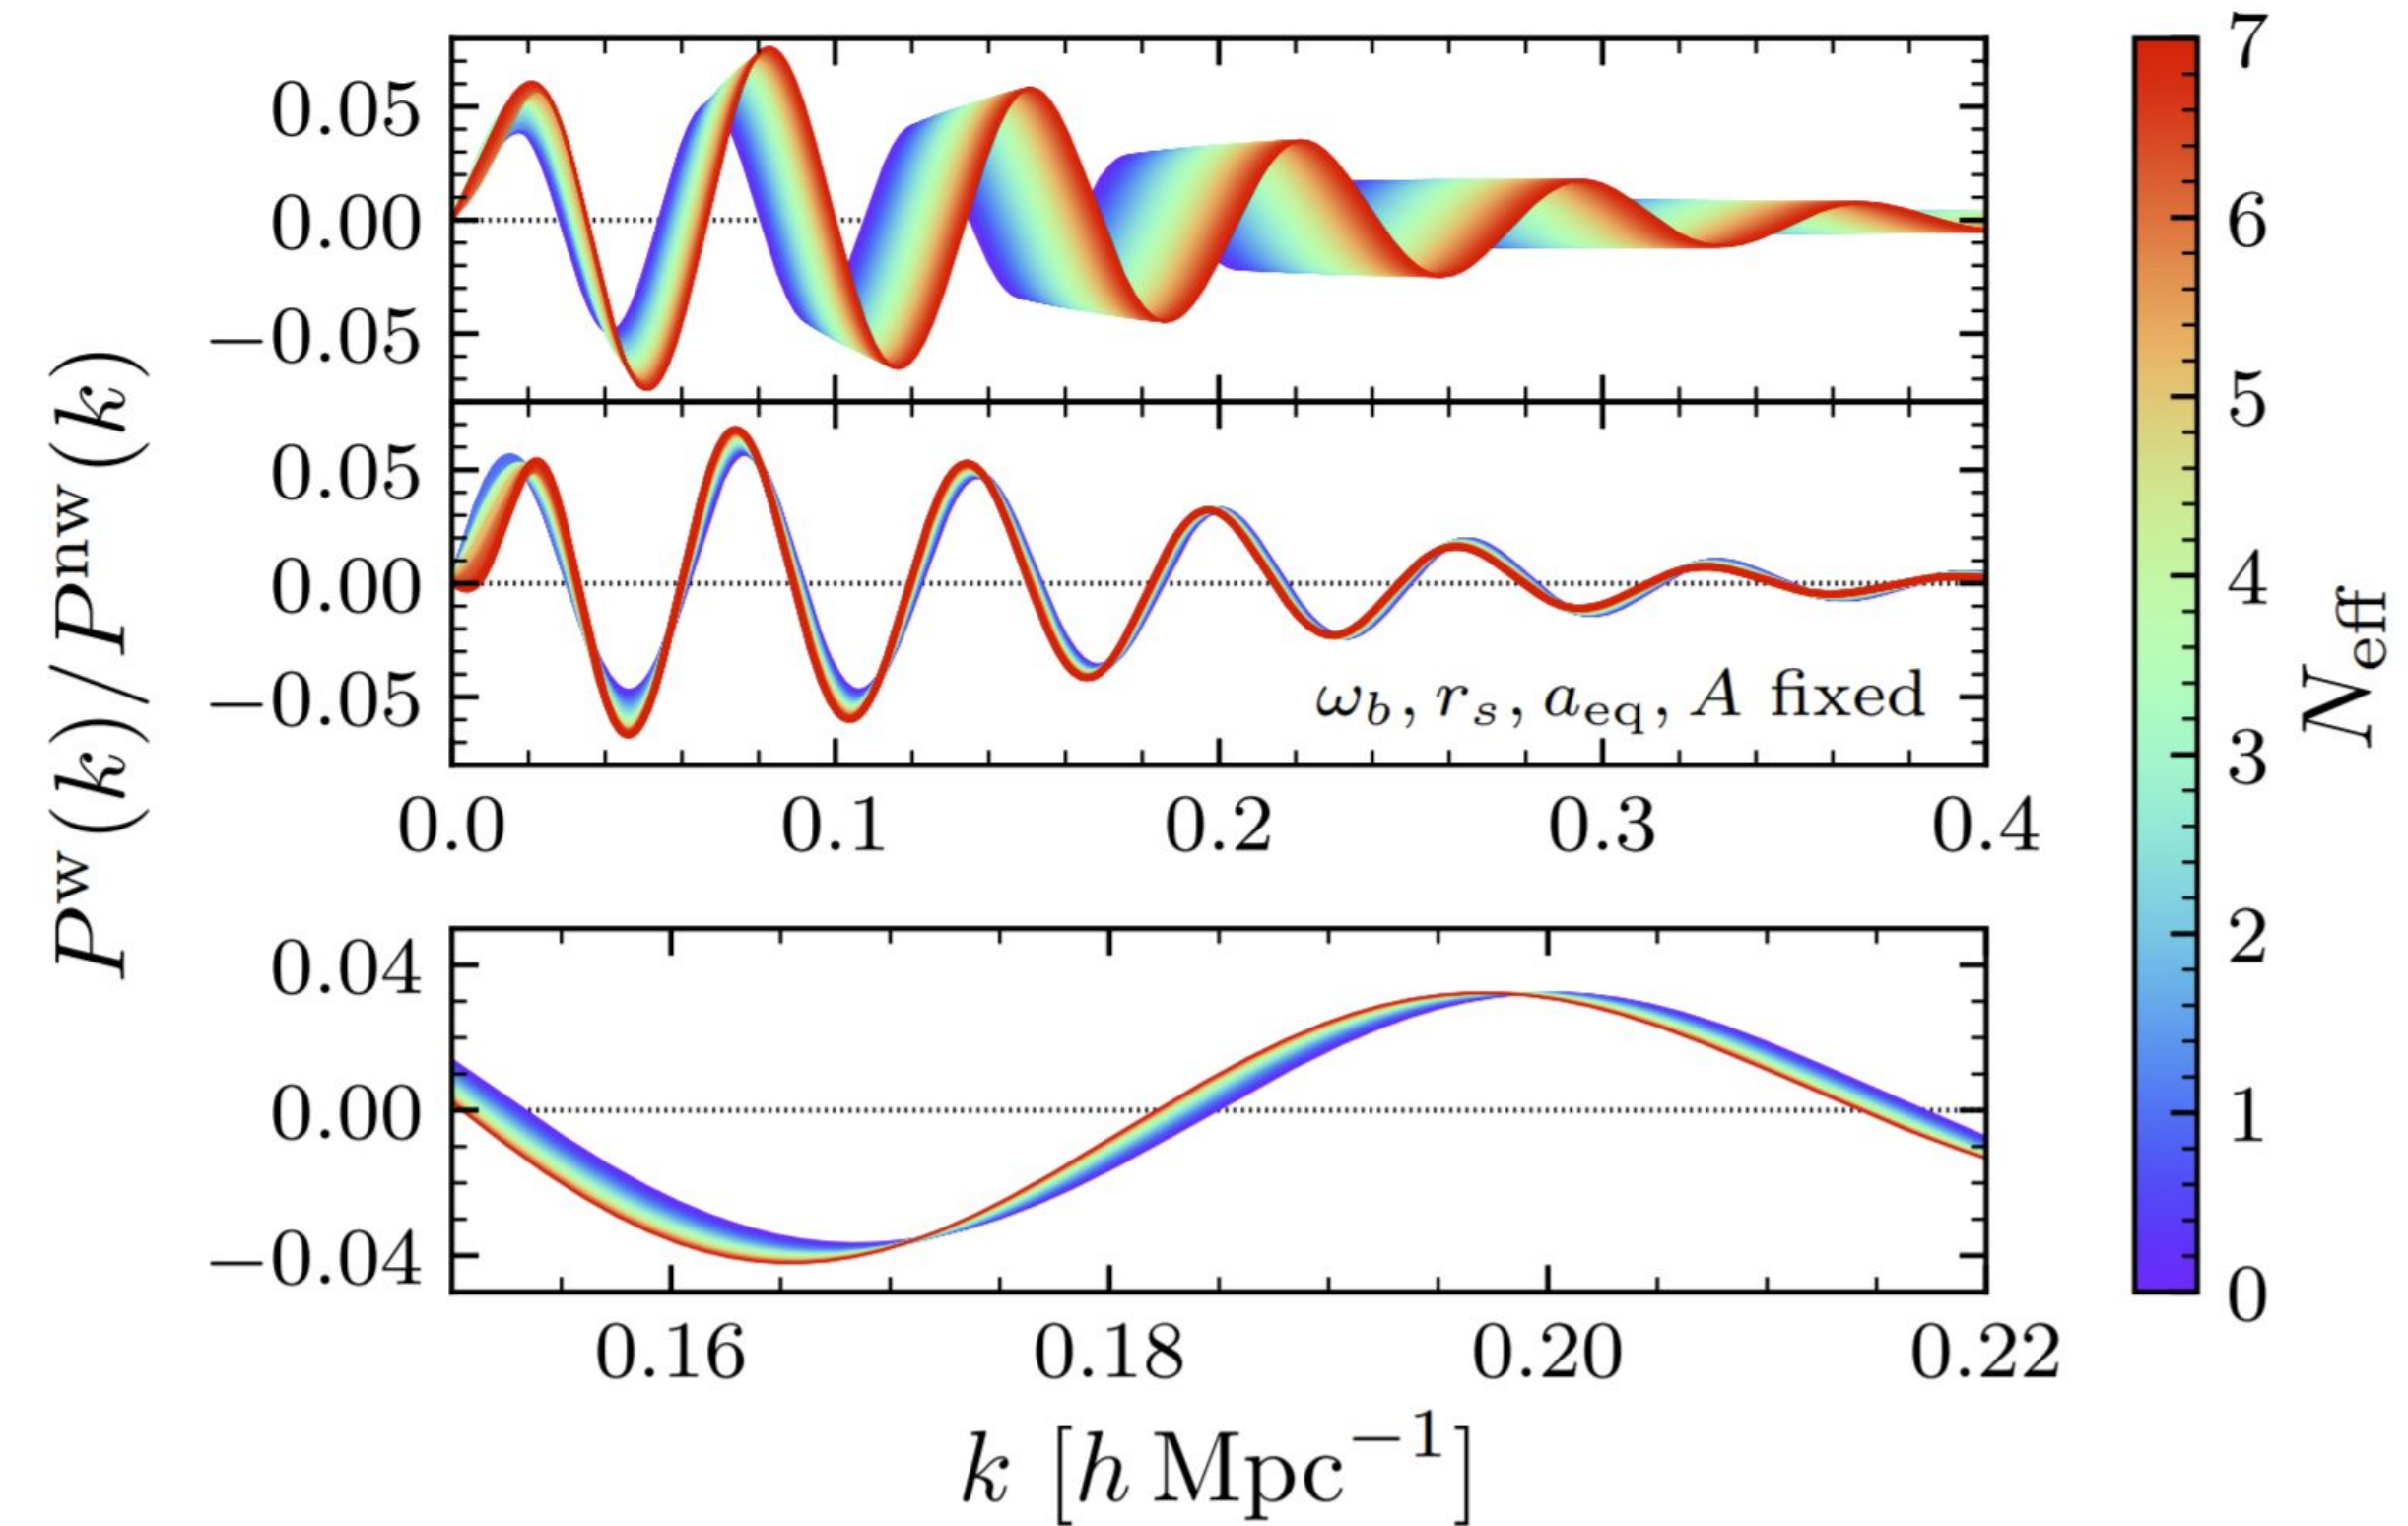 0.05
0.00
−0.05
0.05
0.00
−0.05
ω_b, r_s, a_eq, A fixed
0.0 0.1 0.2 0.3 0.4
0.04
0.00
−0.04
0.16 0.18 0.20 0.22
k [h Mpc⁻¹]
P^w(k)/P^nw(k)
7
6
5
4
3
2
1
0
N_eff